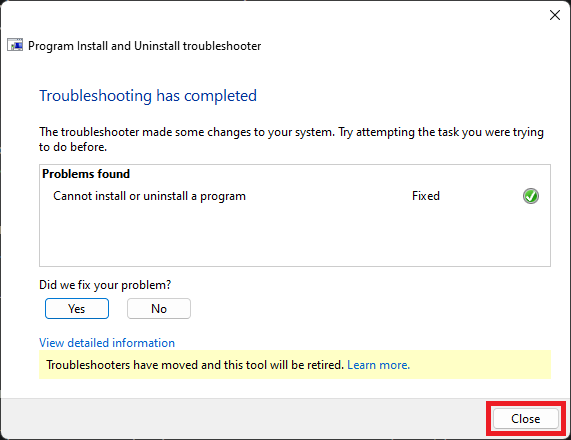 Program Install and Uninstall troubleshooter
Troubleshooting has completed
The troubleshooter made some changes to your system. Try attempting the task you were trying
to do before.
Problems found
Cannot install or uninstall a program Fixed
Did we fix your problem?
Yes No
View detailed information
Troubleshooters have moved and this tool will be retired. Learn more.
Close